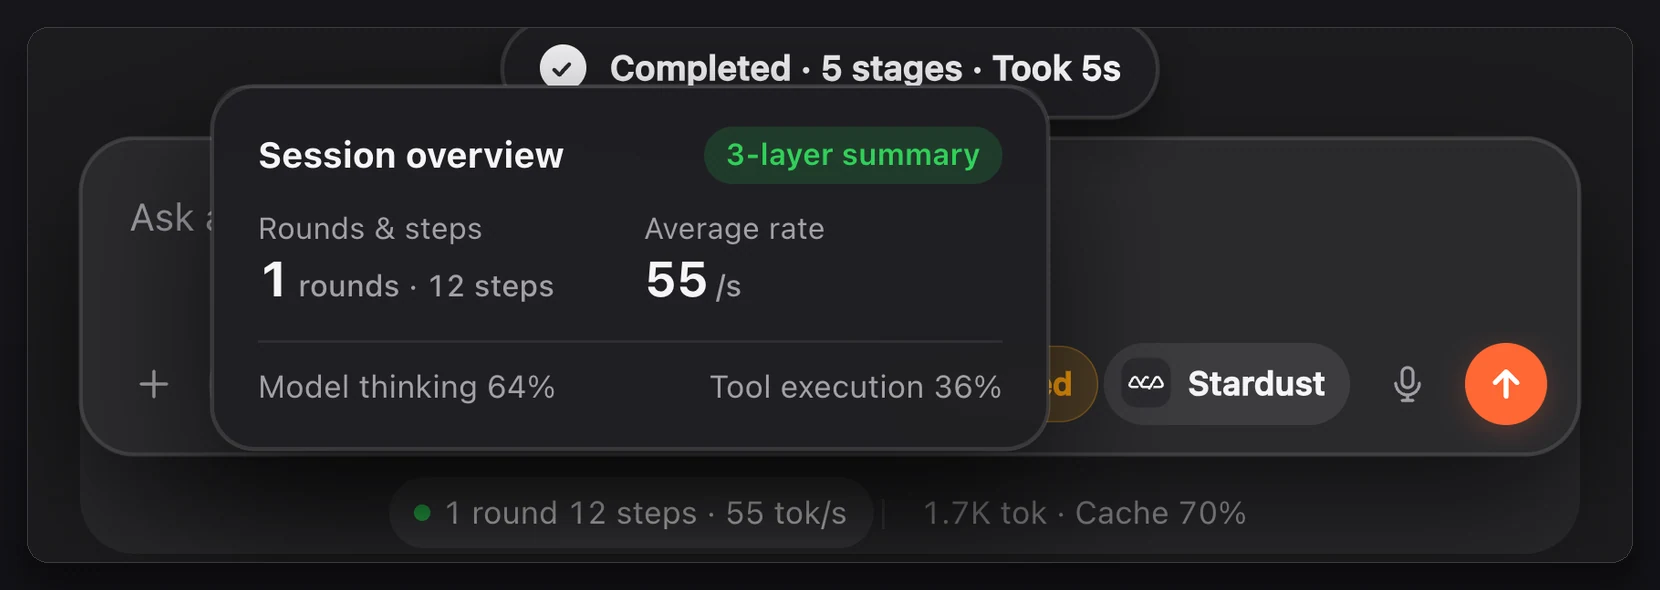 Completed · 5 stages · Took 5s
Session overview
3-layer summary
Ask
Rounds & steps
Average rate
1 rounds · 12 steps
55 /s
Model thinking 64%
Tool execution 36%
Stardust
1 round 12 steps · 55 tok/s
1.7K tok · Cache 70%